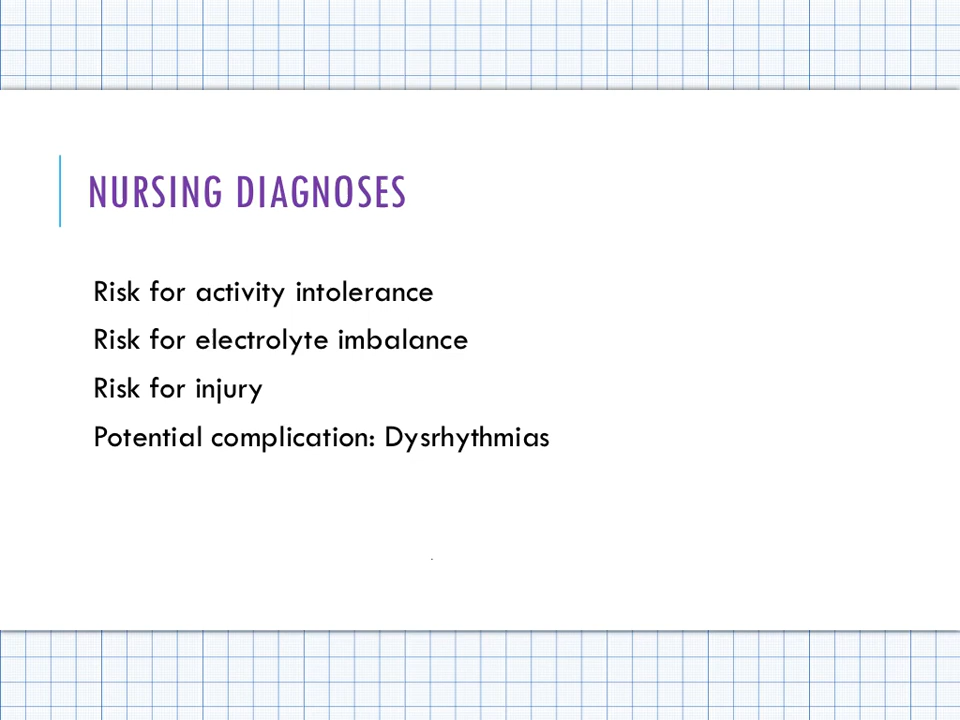 NURSING DIAGNOSES
Risk for activity intolerance
Risk for electrolyte imbalance
Risk for injury
Potential complication: Dysrhythmias
.